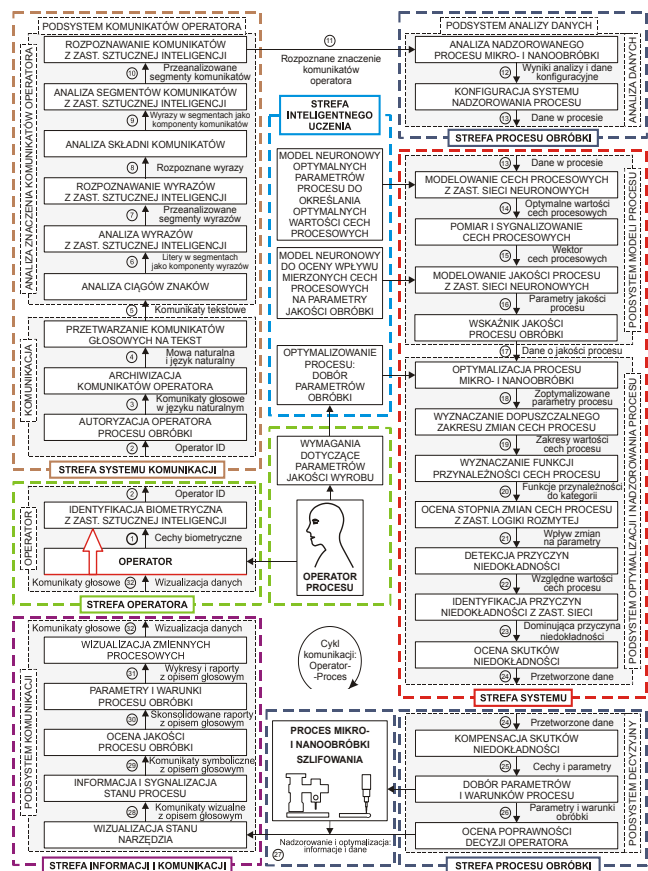 PODSYSTEM KOMUNIKATÓW OPERATORA
ROZPOZNAWANIE KOMUNIKATÓW
Z ZAST. SZTUCZNEJ INTELIGENCJI
10
Przeanalizowane
segmenty komunikatów
ANALIZA SEGMENTÓW KOMUNIKATÓW
Z ZAST. SZTUCZNEJ INTELIGENCJI
9
Wyrazy w segmentach jako
komponenty komunikatów
ANALIZA SKŁADNI KOMUNIKATÓW
8
Rozpoznane wyrazy
ROZPOZNAWANIE WYRAZÓW
Z ZAST. SZTUCZNEJ INTELIGENCJI
7
Przeanalizowane
segmenty wyrazów
ANALIZA WYRAZÓW
Z ZAST. SZTUCZNEJ INTELIGENCJI
6
Litery w segmentach
jako komponenty wyrazów
ANALIZA CIĄGÓW ZNAKÓW
ANALIZA ZNACZENIA KOMUNIKATÓW OPERATORA
5
Komunikaty tekstowe
PRZETWARZANIE KOMUNIKATÓW
GŁOSOWYCH NA TEKST
4
Mowa naturalna
i język naturalny
ARCHIWIZACJA
KOMUNIKATÓW OPERATORA
3
Komunikaty głosowe
w języku naturalnym
AUTORYZACJA OPERATORA
PROCESU OBRÓBKI
KOMUNIKACJA
2
Operator ID
STREFA SYSTEMU KOMUNIKACJI
2
Operator ID
IDENTYFIKACJA BIOMETRYCZNA
Z ZAST. SZTUCZNEJ INTELIGENCJI
1
Cechy biometryczne
OPERATOR
OPERATOR
Komunikaty głosowe
32
Wizualizacja danych
STREFA OPERATORA
Komunikaty głosowe
32
Wizualizacja danych
WIZUALIZACJA ZMIENNYCH
PROCESOWYCH
31
Wykresy i raporty
z opisem głosowym
PARAMETRY I WARUNKI
PROCESU OBRÓBKI
30
Skonsolidowane raporty
z opisem głosowym
OCENA JAKOŚCI
PROCESU OBRÓBKI
29
Komunikaty symboliczne
z opisem głosowym
INFORMACJA I SYGNALIZACJA
STANU PROCESU
28
Komunikaty wizualne
z opisem głosowym
WIZUALIZACJA STANU
NARZĘDZIA
PODSYSTEM KOMUNIKACJI
STREFA INFORMACJI I KOMUNIKACJI
11
Rozpoznane znaczenie
komunikatów
operatora
STREFA
INTELIGENTNEGO
UCZENIA
MODEL NEURONOWY
OPTYMALNYCH
PARAMETRÓW
PROCESU DO
OKREŚLANIA
OPTYMALNYCH
WARTOŚCI CECH
PROCESOWYCH
MODEL NEURONOWY
DO OCENY WPŁYWU
MIERZONYCH CECH
PROCESOWYCH
NA PARAMETRY
JAKOŚCI OBRÓBKI
OPTYMALIZOWANIE
PROCESU:
DOBÓR
PARAMETRÓW
OBRÓBKI
WYMAGANIA
DOTYCZĄCE
PARAMETRÓW
JAKOŚCI WYROBU
OPERATOR
PROCESU
Cykl
komunikacji:
Operator-
-Proces
PROCES MIKRO-
I NANOOBRÓBKI
SZLIFOWANIA
Nadzorowanie i optymalizacja:
informacje i dane
27
PODSYSTEM ANALIZY DANYCH
ANALIZA NADZOROWANEGO
PROCESU MIKRO- I NANOOBRÓBKI
12
Wyniki analizy i dane
konfiguracyjne
KONFIGURACJA SYSTEMU
NADZOROWANIA PROCESU
13
Dane w procesie
ANALIZA DANYCH
STREFA PROCESU OBRÓBKI
13
Dane w procesie
MODELOWANIE CECH PROCESOWYCH
Z ZAST. SIECI NEURONOWYCH
14
Optymalne wartości
cech procesowych
POMIAR I SYGNALIZOWANIE
CECH PROCESOWYCH
15
Wektor
cech procesowych
MODELOWANIE JAKOŚCI PROCESU
Z ZAST. SIECI NEURONOWYCH
16
Parametry jakości
procesu
WSKAŹNIK JAKOŚCI
PROCESU OBRÓBKI
PODSYSTEM MODELI PROCESU
17
Dane o jakości procesu
OPTYMALIZACJA PROCESU
MIKRO- I NANOOBRÓBKI
18
Zoptymalizowane
parametry procesu
WYZNACZANIE DOPUSZCZALNEGO
ZAKRESU ZMIAN CECH PROCESU
19
Zakresy wartości
cech procesu
WYZNACZANIE FUNKCJI
PRZYNALEŻNOŚCI CECH PROCESU
20
Funkcje przynależności
do kategorii
OCENA STOPNIA ZMIAN CECH PROCESU
Z ZAST. LOGIKI ROZMYTEJ
21
Wpływ zmian
na parametry
DETEKCJA PRZYCZYN
NIEDOKŁADNOŚCI
22
Względne wartości
cech procesu
IDENTYFIKACJA PRZYCZYN
NIEDOKŁADNOŚCI Z ZAST. SIECI
23
Dominująca przyczyna
niedokładności
OCENA SKUTKÓW
NIEDOKŁADNOŚCI
24
Przetworzone dane
PODSYSTEM OPTYMALIZACJI I NADZOROWANIA PROCESU
STREFA SYSTEMU
24
Przetworzone dane
KOMPENSACJA SKUTKÓW
NIEDOKŁADNOŚCI
25
Cechy i parametry
DOBÓR PARAMETRÓW
I WARUNKÓW PROCESU
26
Parametry i warunki
obróbki
OCENA POPRAWNOŚCI
DECYZJI OPERATORA
PODSYSTEM DECYZYJNY
STREFA PROCESU OBRÓBKI